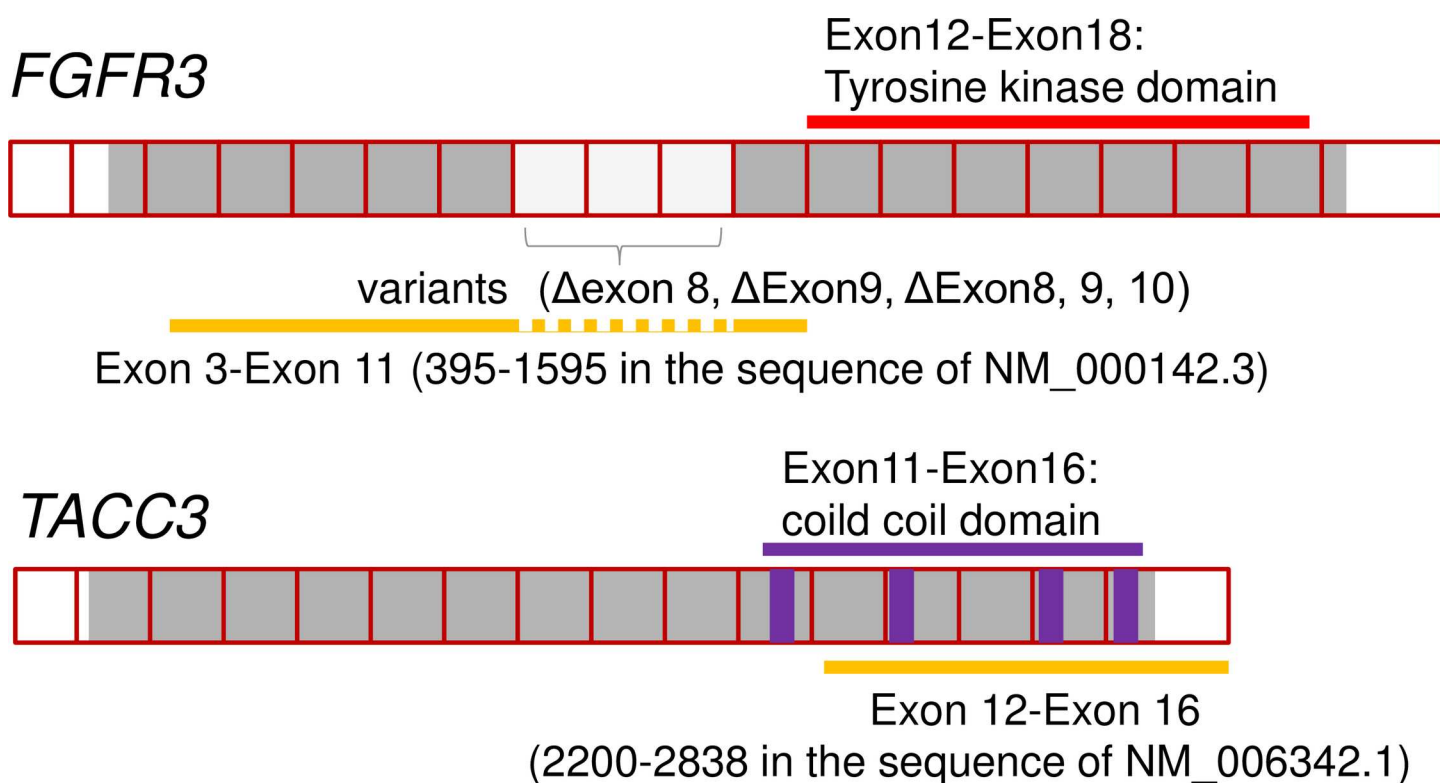 FGFR3
Exon12-Exon18:
Tyrosine kinase domain
variants (Δexon 8, ΔExon9, ΔExon8, 9, 10)
Exon 3-Exon 11 (395-1595 in the sequence of NM_000142.3)
TACC3
Exon11-Exon16:
coild coil domain
Exon 12-Exon 16
(2200-2838 in the sequence of NM_006342.1)